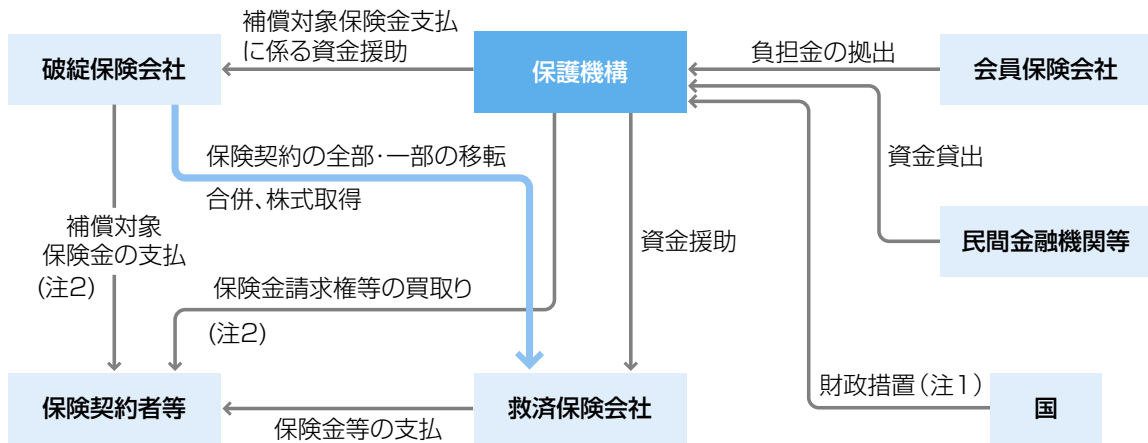 補償対象保険金支払
に係る資金援助
負担金の拠出
破綻保険会社
保護機構
会員保険会社
保険契約の全部・一部の移転
合併、株式取得
資金貸出
補償対象
保険金の支払
(注2)
資金援助
民間金融機関等
保険金請求権等の買取り
(注2)
財政措置(注1)
保険契約者等
救済保険会社
国
保険金等の支払